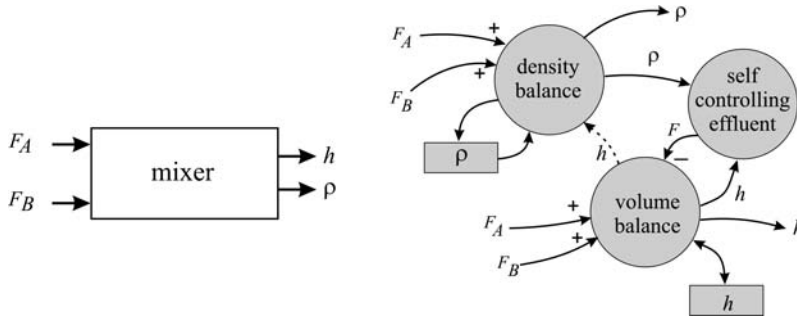 F_A
F_B
mixer
h
ρ
F_A
+
F_B
+
density
balance
ρ
ρ
ρ
self
controlling
effluent
F
–
h
h
volume
balance
F_A
+
F_B
+
h
h